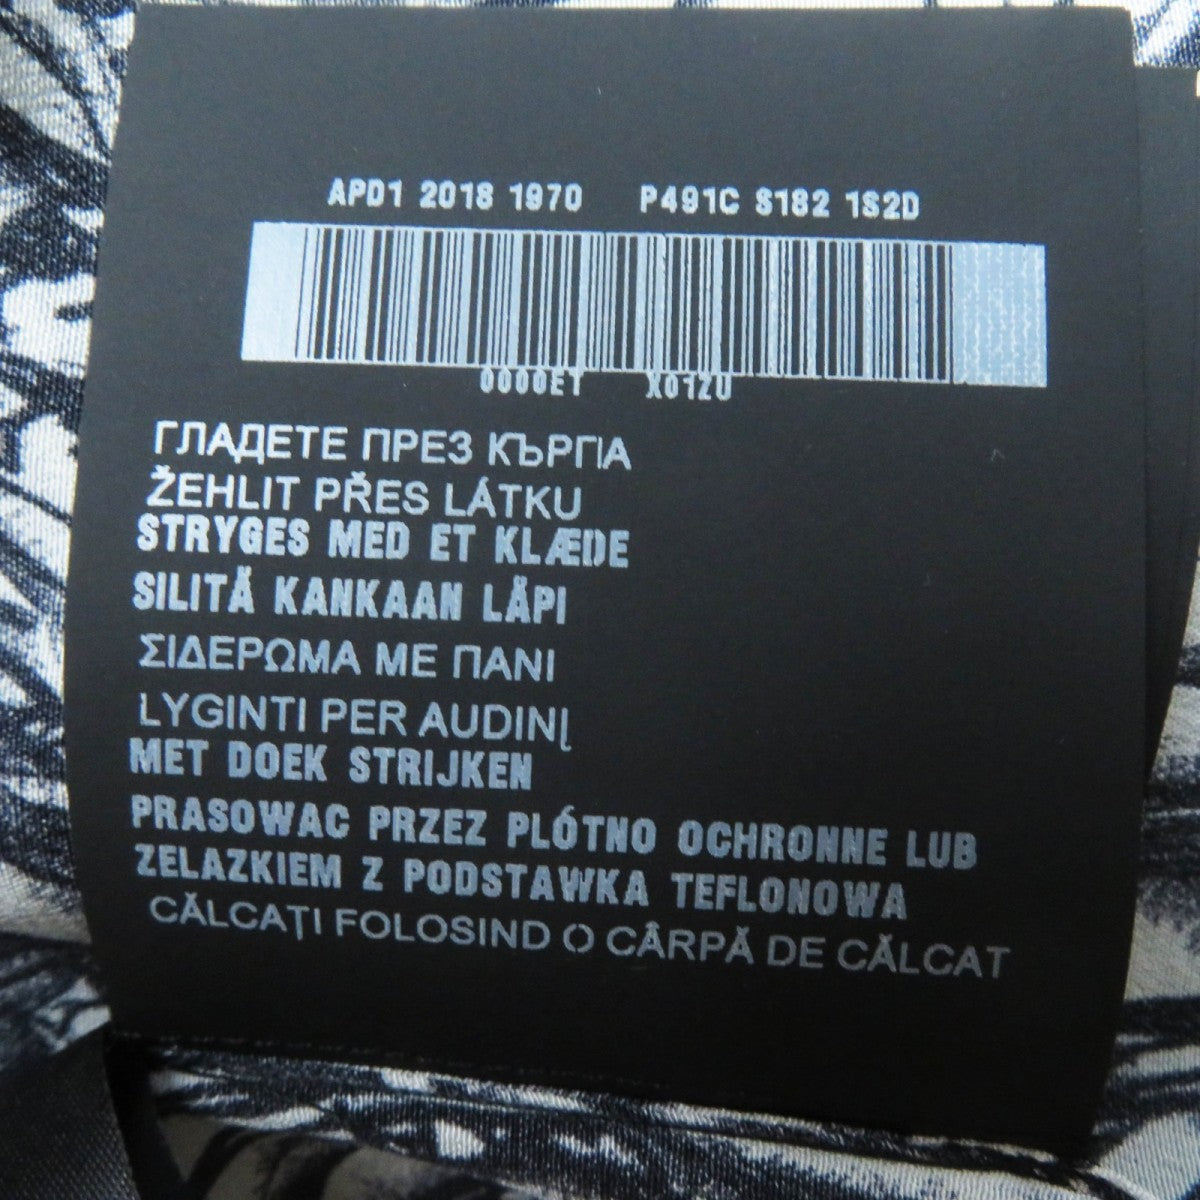 APD1 2018 1970 P491C S182 1S2D
0000ET X01ZU
ГЛАДЕТЕ ПРЕЗ КЪРПА
ŽEHLIT PŘES LÁTKU
STRYGES MED ET KLÆDE
SILITÄ KANKAAN LÄPI
ΣΙΔΕΡΩΜΑ ΜΕ ΠΑΝΙ
LYGINTI PER AUDINĮ
MET DOEK STRIJKEN
PRASOWAC PRZEZ PLÓTNO OCHRONNE LUB
ZELAZKIEM Z PODSTAWKA TEFLONOWA
CĂLCAȚI FOLOSIND O CÂRPĂ DE CĂLCAT